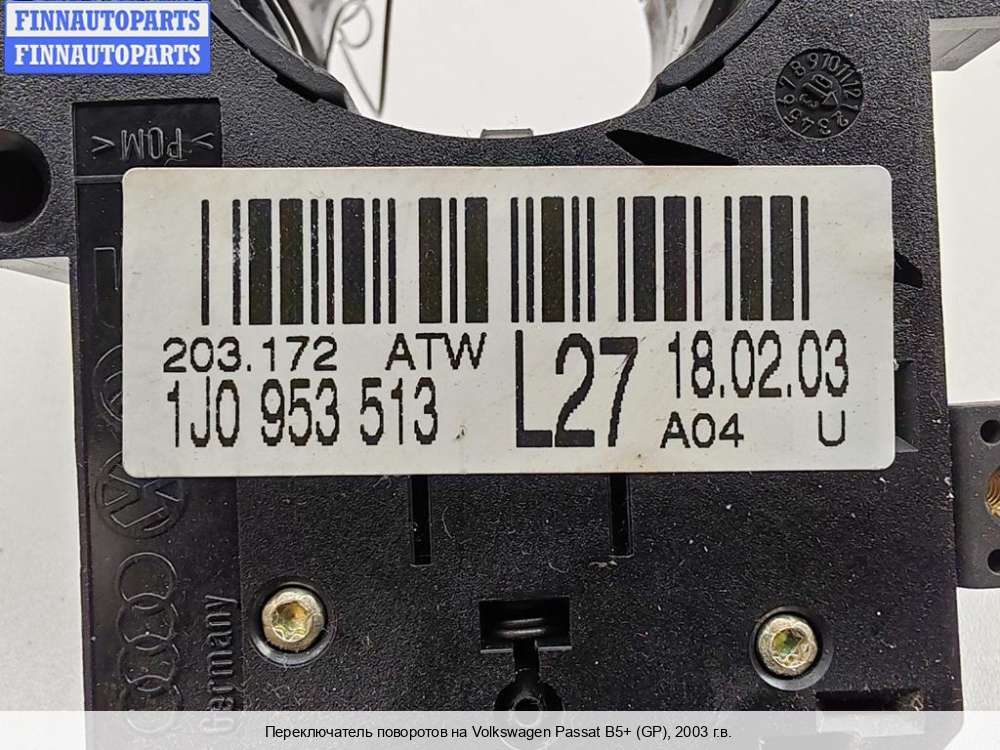 FINNAUTOPARTS
FINNAUTOPARTS
>POM<
203.172 ATW
1J0 953 513
L27
18.02.03
A04 U
Germany
Переключатель поворотов на Volkswagen Passat B5+ (GP), 2003 г.в.